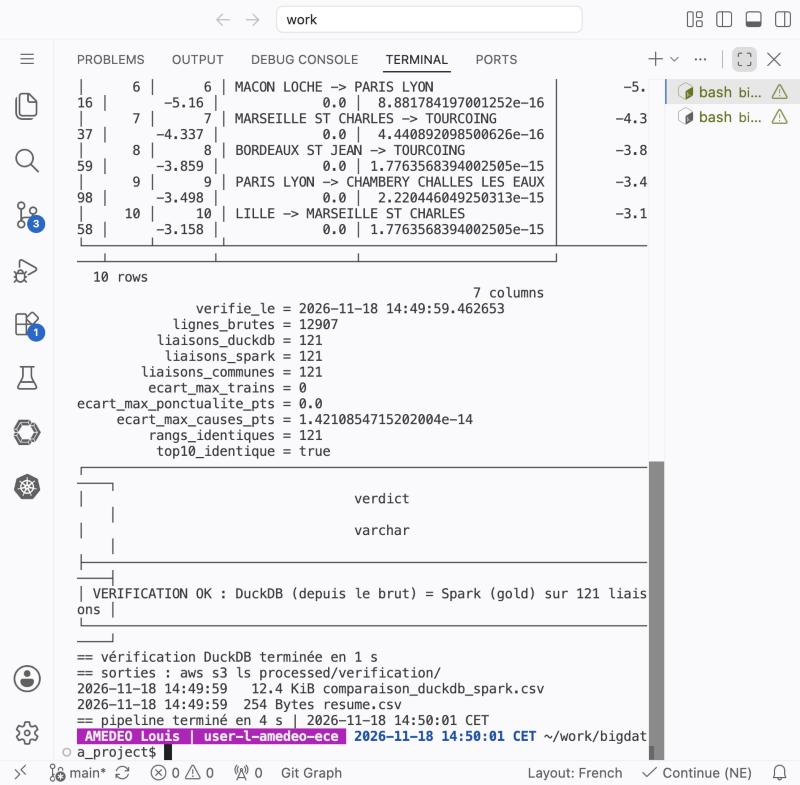 work
PROBLEMS OUTPUT DEBUG CONSOLE TERMINAL PORTS
bash bi...
bash bi...
| 6 | 6 | MACON LOCHE -> PARIS LYON | -5.
16 | -5.16 | 0.0 | 8.881784197001252e-16
| 7 | 7 | MARSEILLE ST CHARLES -> TOURCOING | -4.3
37 | -4.337 | 0.0 | 4.440892098500626e-16
| 8 | 8 | BORDEAUX ST JEAN -> TOURCOING | -3.8
59 | -3.859 | 0.0 | 1.7763568394002505e-15
| 9 | 9 | PARIS LYON -> CHAMBERY CHALLES LES EAUX | -3.4
98 | -3.498 | 0.0 | 2.220446049250313e-15
| 10 | 10 | LILLE -> MARSEILLE ST CHARLES | -3.1
58 | -3.158 | 0.0 | 1.7763568394002505e-15
10 rows
7 columns
verifie_le = 2026-11-18 14:49:59.462653
lignes_brutes = 12907
liaisons_duckdb = 121
liaisons_spark = 121
liaisons_communes = 121
ecart_max_trains = 0
ecart_max_ponctualite_pts = 0.0
ecart_max_causes_pts = 1.4210854715202004e-14
rangs_identiques = 121
top10_identique = true
| verdict
|
| varchar
|
| VERIFICATION OK : DuckDB (depuis le brut) = Spark (gold) sur 121 liais
ons |
== vérification DuckDB terminée en 1 s
== sorties : aws s3 ls processed/verification/
2026-11-18 14:49:59 12.4 KiB comparaison_duckdb_spark.csv
2026-11-18 14:49:59 254 Bytes resume.csv
== pipeline terminé en 4 s | 2026-11-18 14:50:01 CET
AMEDEO Louis | user-l-amedeo-ece 2026-11-18 14:50:01 CET ~/work/bigdat
a_project$
3
1
main* 0 0 0 Git Graph Layout: French Continue (NE)